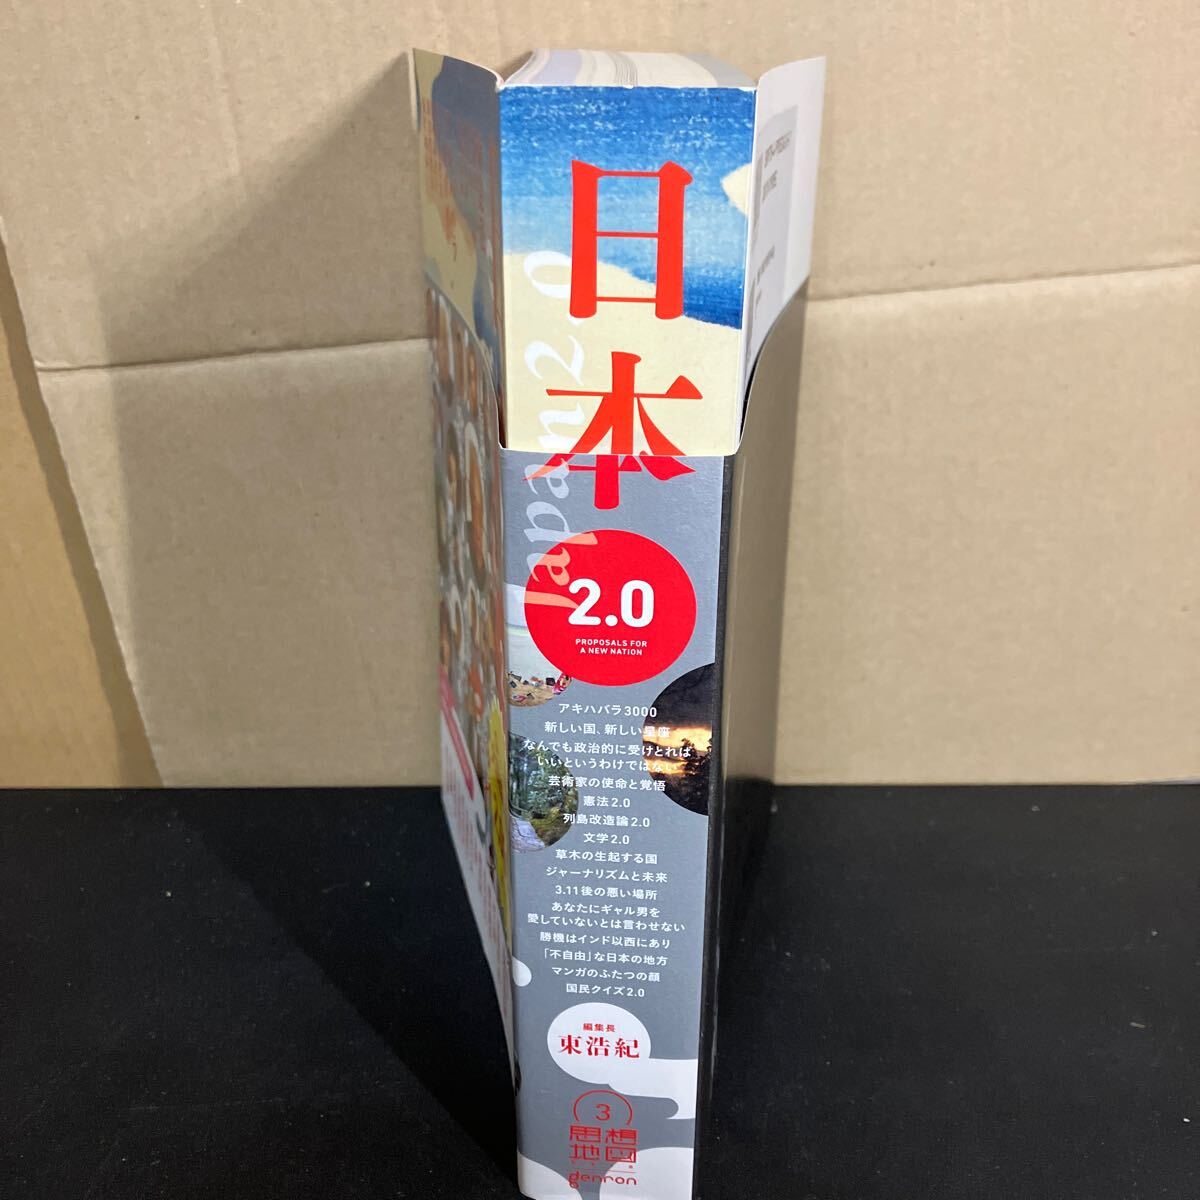 日本
Japan 2.0
2.0
PROPOSALS FOR
A NEW NATION
アキハバラ3000
新しい国、新しい星座
なんでも政治的に受けとれば
いいというわけではない
芸術家の使命と覚悟
憲法2.0
列島改造論2.0
文学2.0
草木の生起する国
ジャーナリズムと未来
3.11後の悪い場所
あなたにギャル男を
愛していないとは言わせない
勝機はインド以西にあり
「不自由」な日本の地方
マンガのふたつの顔
国民クイズ2.0
編集長
東浩紀
3
思想
地図
genron